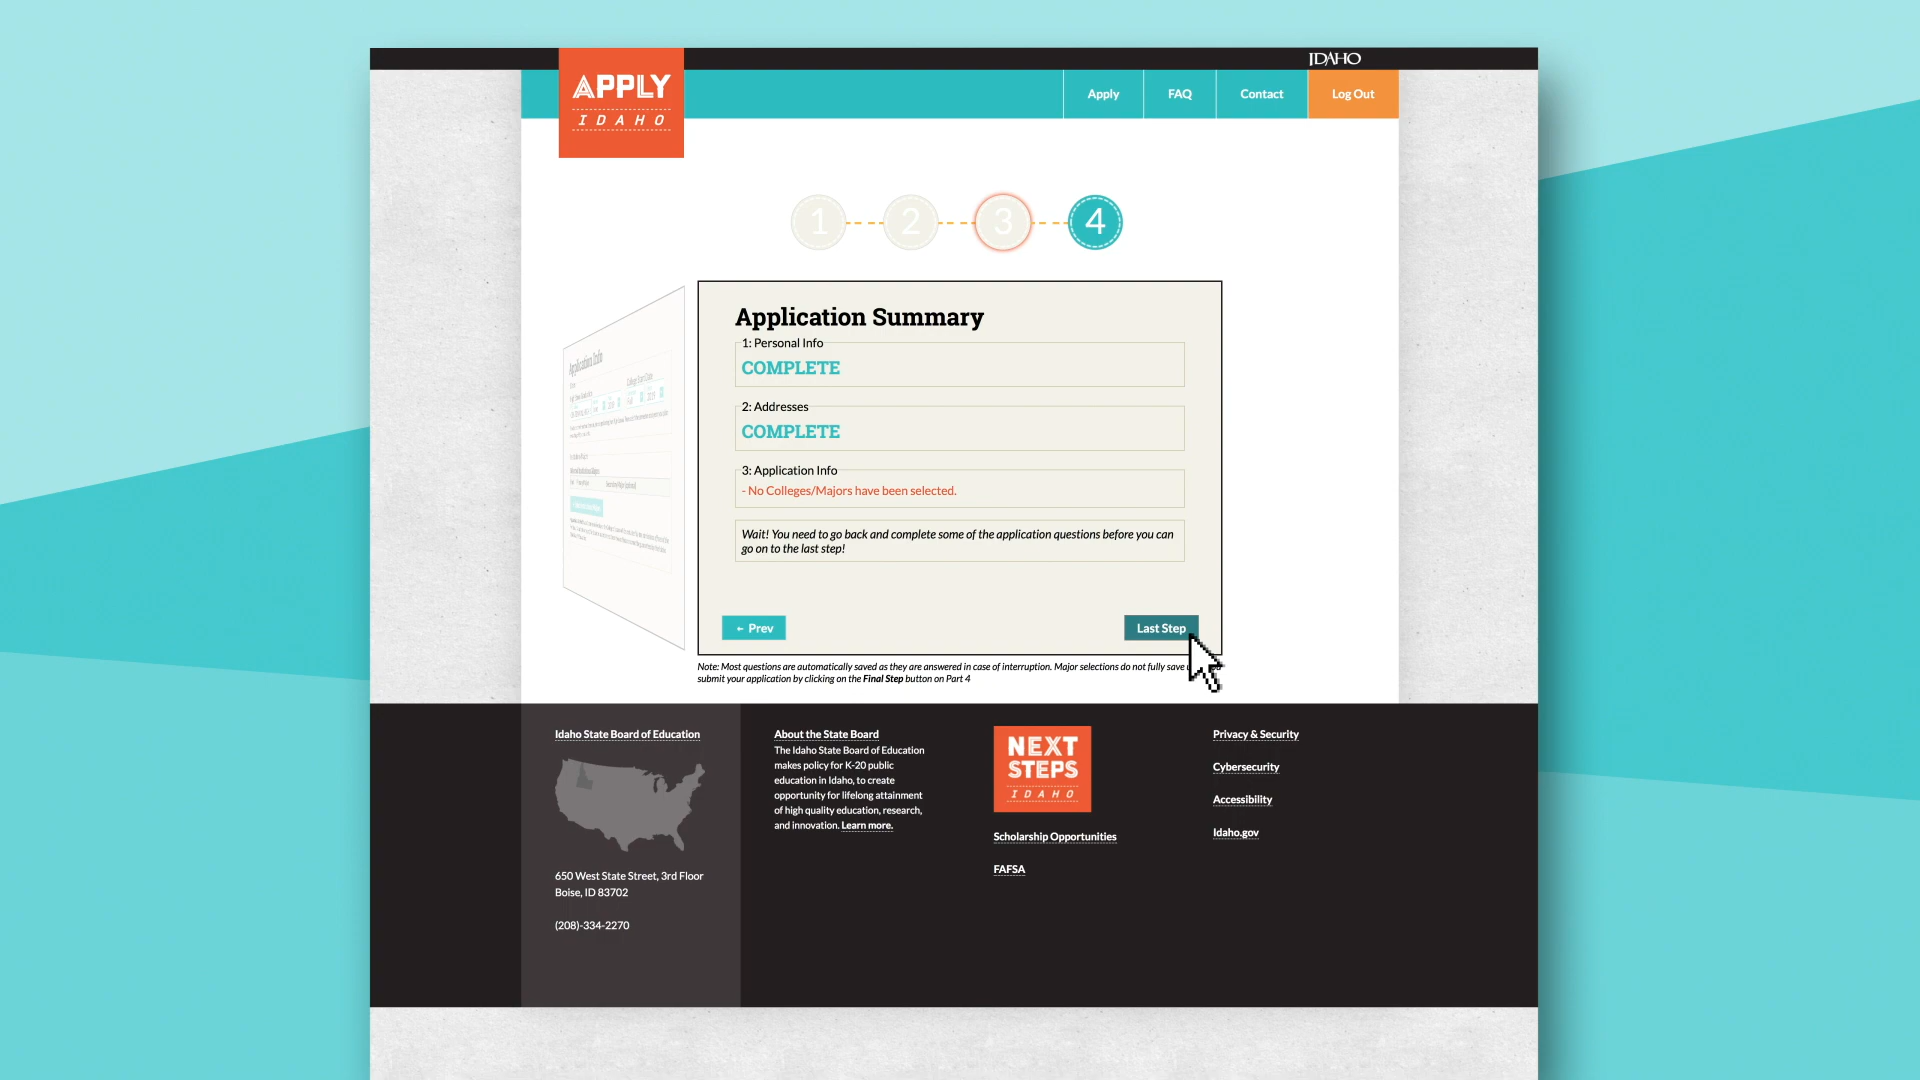 IDAHO
APPLY
IDAHO
Apply
FAQ
Contact
Log Out
1
2
3
4
Application Info
Application Summary
1: Personal Info
COMPLETE
2: Addresses
COMPLETE
3: Application Info
- No Colleges/Majors have been selected.
Wait! You need to go back and complete some of the application questions before you can
go on to the last step!
← Prev
Last Step
Note: Most questions are automatically saved as they are answered in case of interruption. Major selections do not fully save
submit your application by clicking on the Final Step button on Part 4
Idaho State Board of Education
650 West State Street, 3rd Floor
Boise, ID 83702
(208)-334-2270
About the State Board
The Idaho State Board of Education
makes policy for K-20 public
education in Idaho, to create
opportunity for lifelong attainment
of high quality education, research,
and innovation. Learn more.
NEXT
STEPS
IDAHO
Scholarship Opportunities
FAFSA
Privacy & Security
Cybersecurity
Accessibility
Idaho.gov